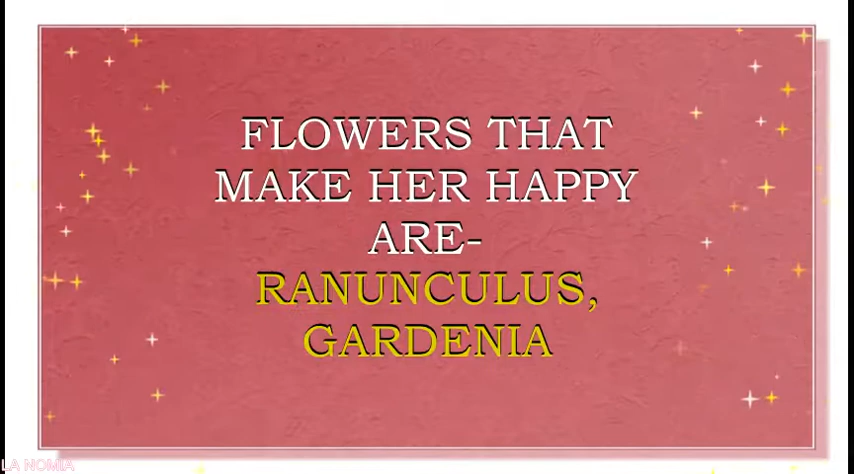 FLOWERS THAT
MAKE HER HAPPY
ARE-
RANUNCULUS,
GARDENIA
LA NOMIA